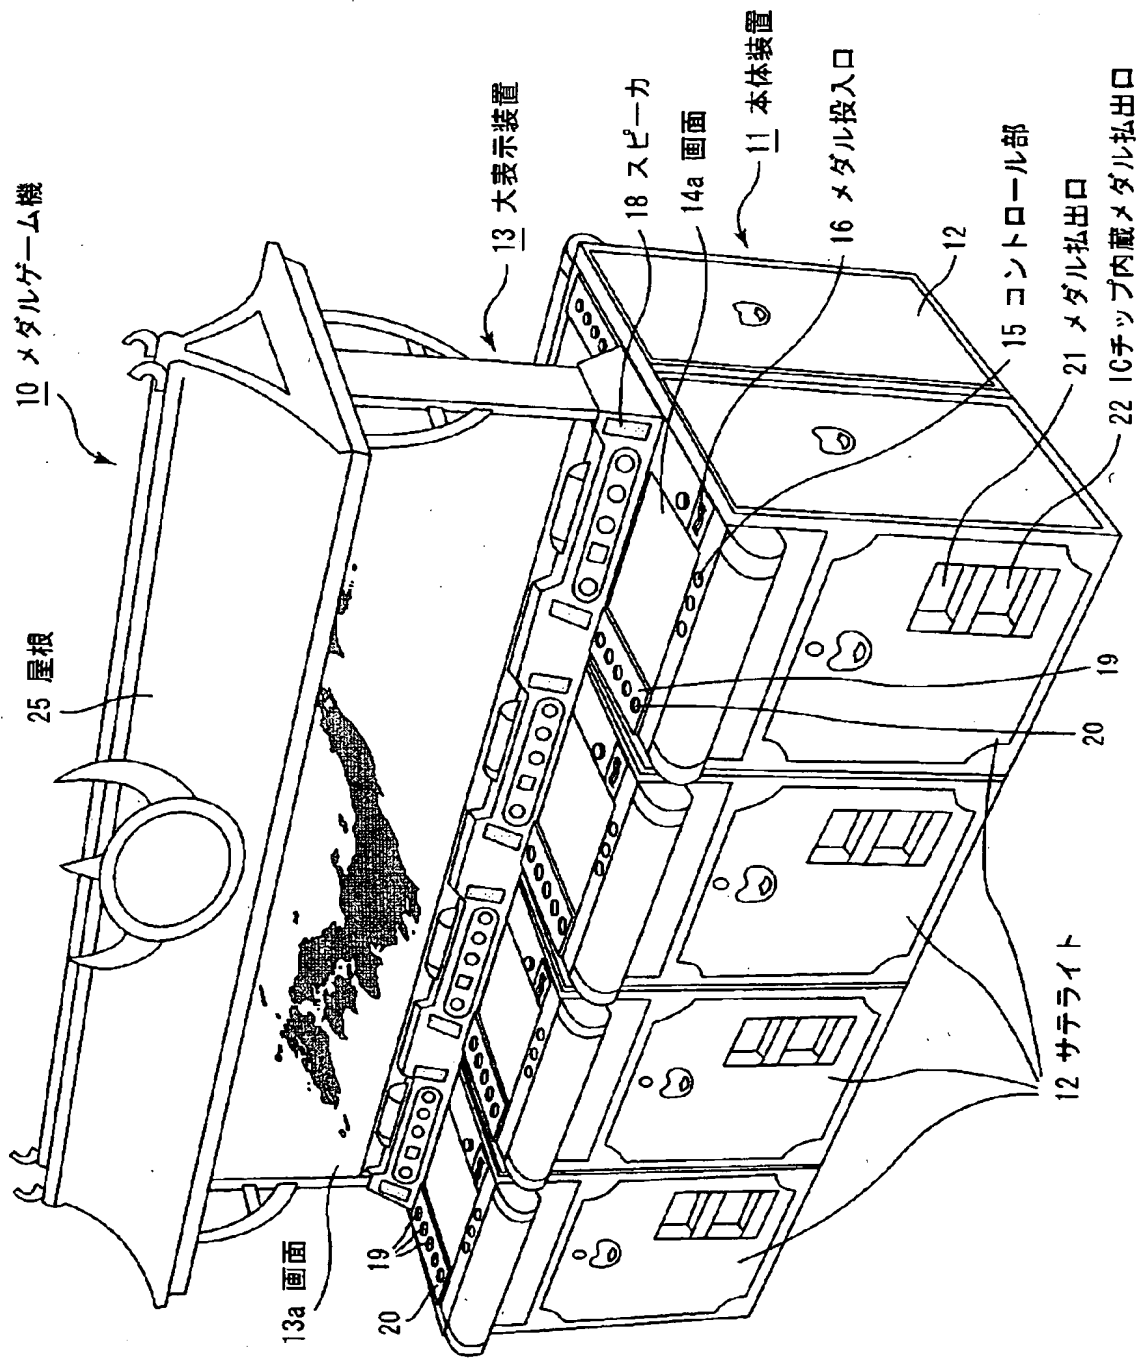 10 メダルゲーム機
25 屋根
13 大表示装置
18 スピーカ
14a 画面
11 本体装置
16 メダル投入口
12
15 コントロール部
21 メダル払出口
22 ICチップ内蔵メダル払出口
19
20
13a 画面
19
20
12 サテライト